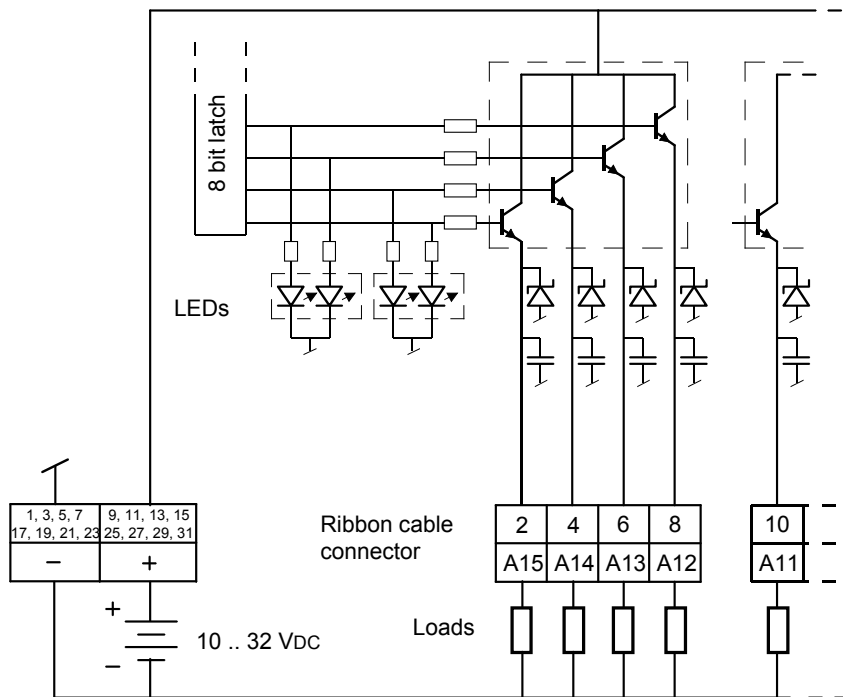 8 bit latch
LEDs
1, 3, 5, 7
17, 19, 21, 23
9, 11, 13, 15
25, 27, 29, 31
−
+
Ribbon cable
connector
2 4 6 8 10
A15 A14 A13 A12 A11
+
−
10 .. 32 VDC
Loads